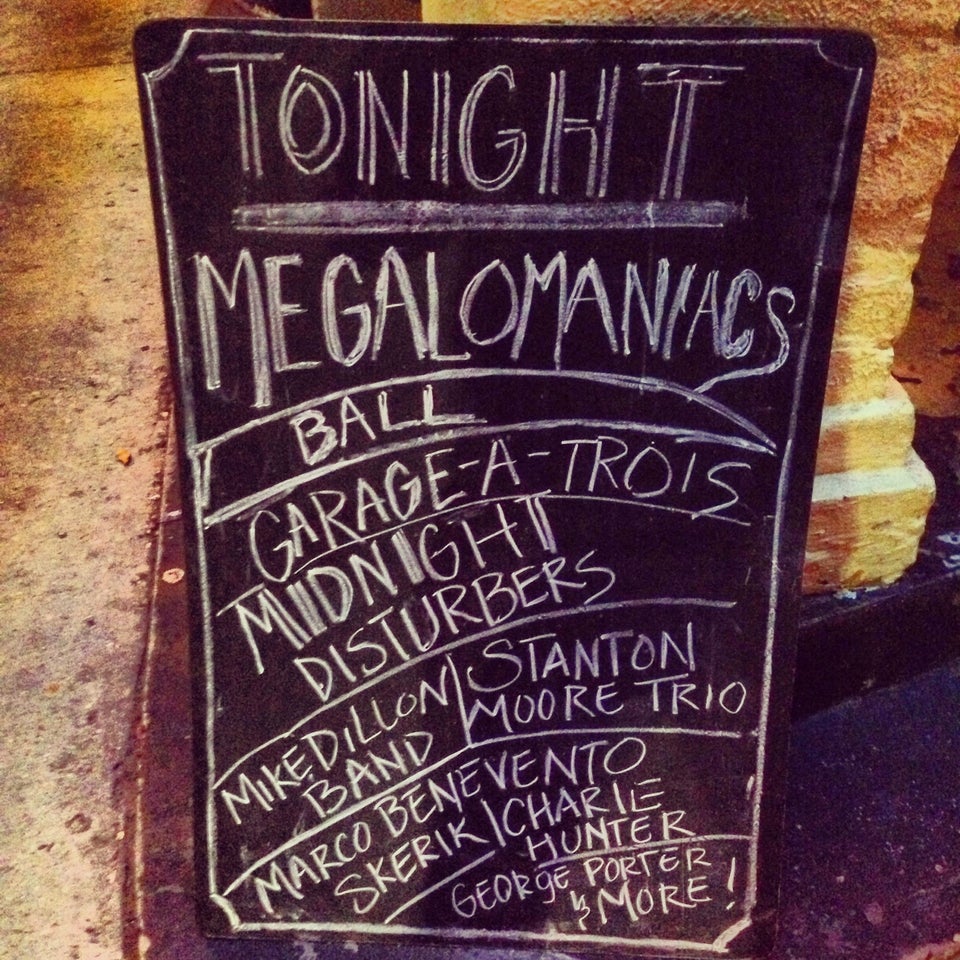 TONIGHT
MEGALOMANIACS
BALL
GARAGE-A-TROIS
MIDNIGHT
DISTURBERS
MIKE DILLON
BAND
STANTON
MOORE TRIO
MARCO BENEVENTO
SKERIK
CHARILE
HUNTER
GEORGE PORTER
& MORE!